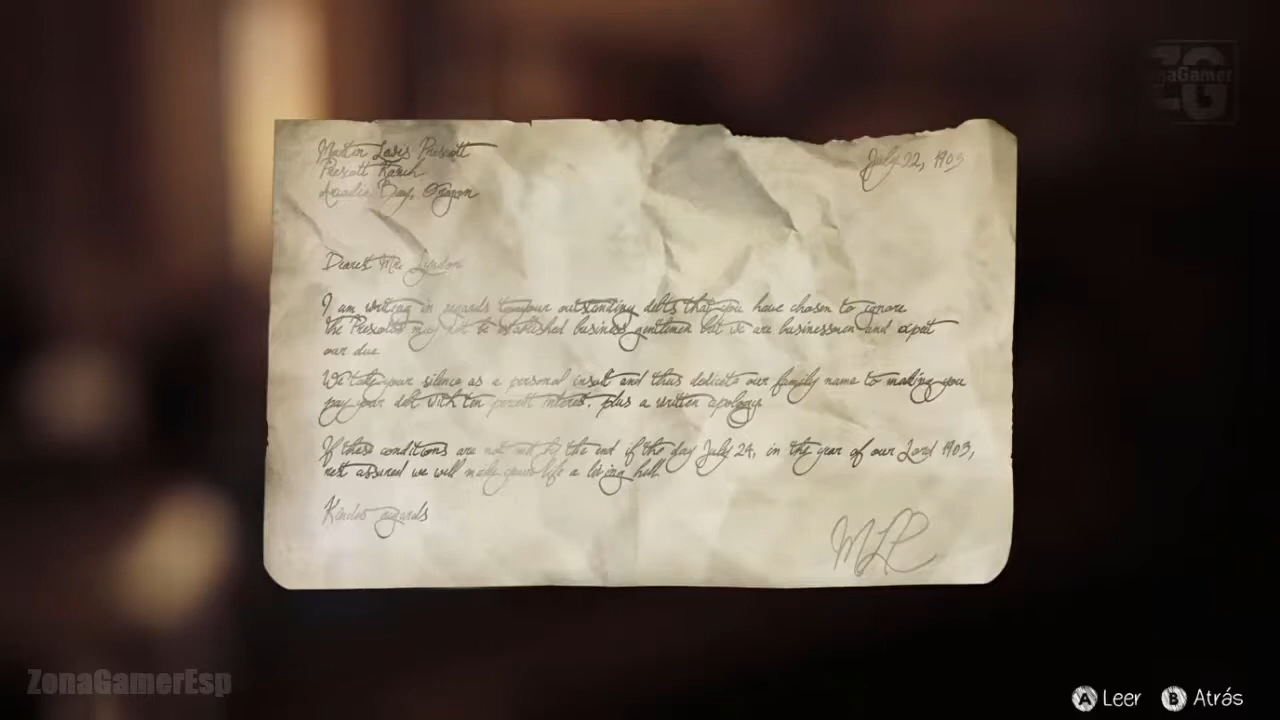 Martin Lewis Prescott
July 22, 1903
Prescott Ranch
Arcadia Bay, Oregon
Dearest Mr. Lyndon
I am writing in regards to your outstanding debts that you have chosen to ignore
the Prescotts may not be established business gentlemen but we are businessmen and expect
our due.
We take your silence as a personal insult and thus dedicate our family name to making you
pay your debt with ten percent interest, plus a written apology.
If these conditions are not met by the end if the day July 24, in the year of our Lord 1903,
rest assured we will make your life a living hell.
Kindest regards
MLP
ZonaGamerEsp
A Leer B Atrás